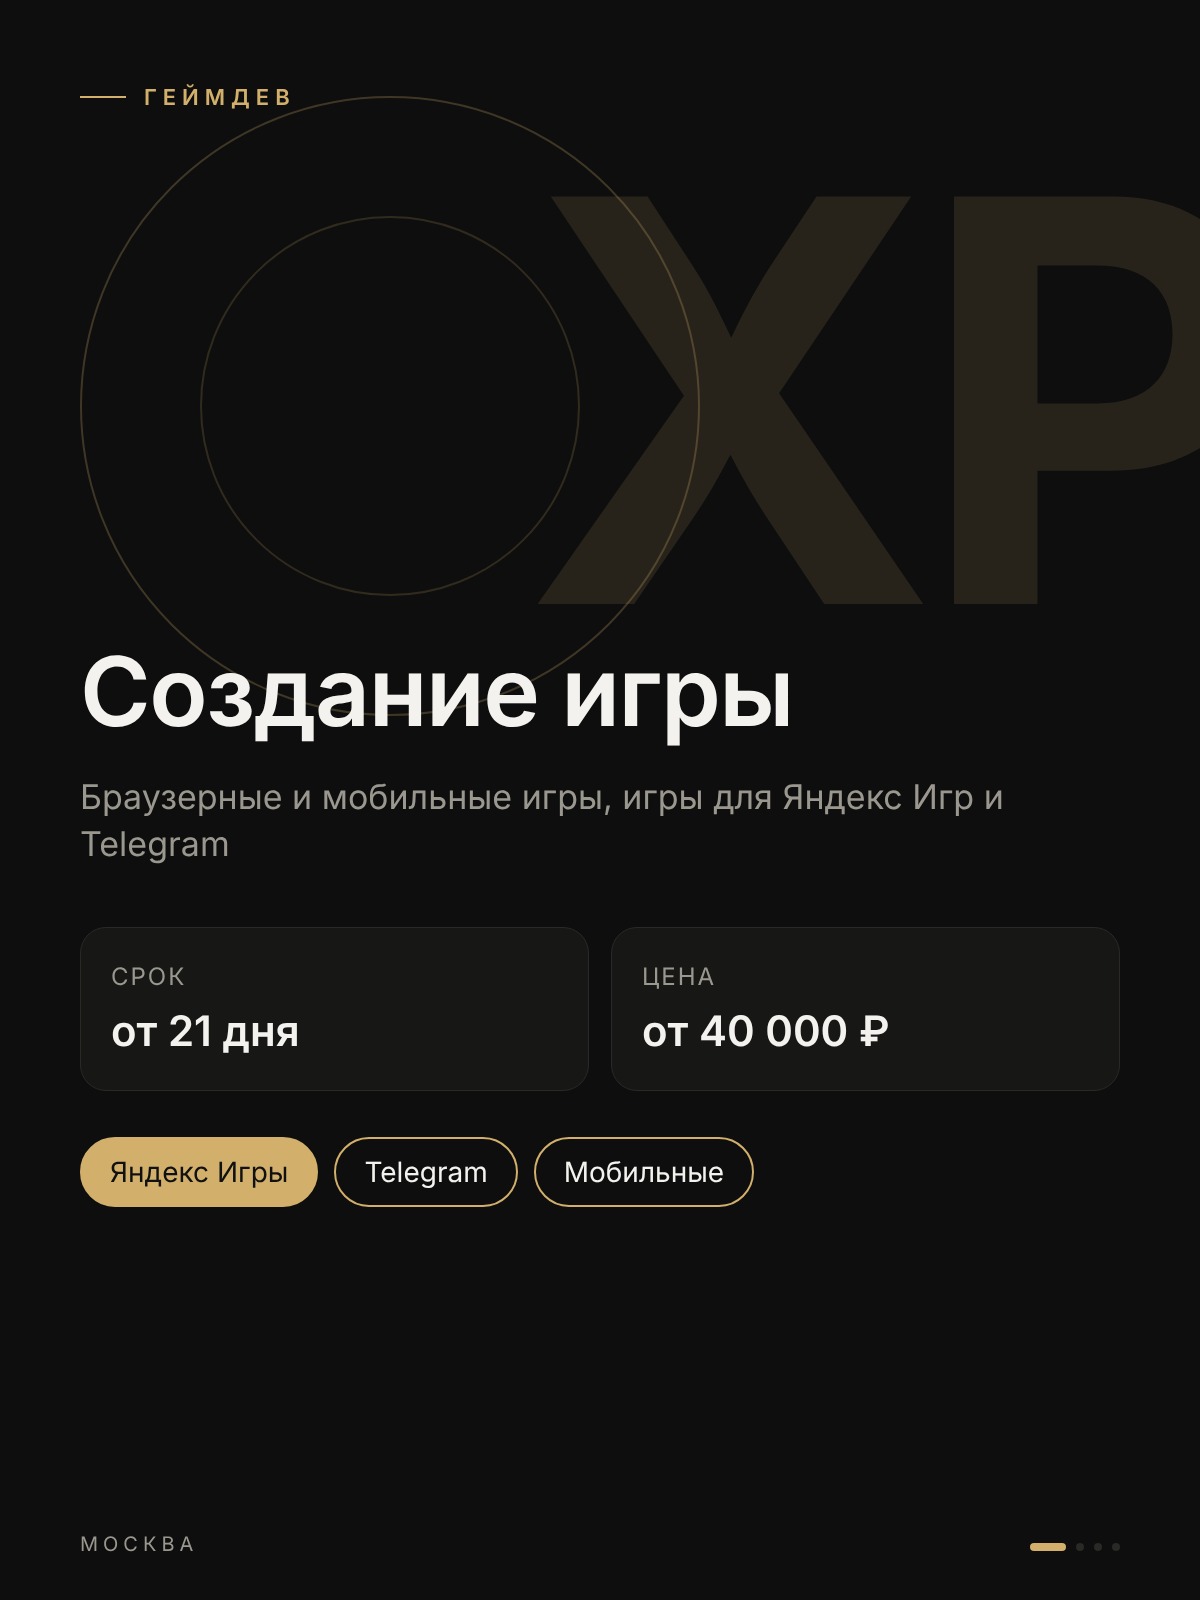 ГЕЙМДЕВ
XP
Создание игры
Браузерные и мобильные игры, игры для Яндекс Игр и
Telegram
СРОК
от 21 дня
ЦЕНА
от 40 000 ₽
Яндекс Игры
Telegram
Мобильные
МОСКВА